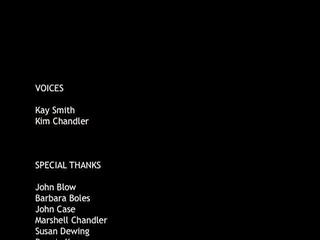 VOICES
Kay Smith
Kim Chandler
SPECIAL THANKS
John Blow
Barbara Boles
John Case
Marshell Chandler
Susan Dewing